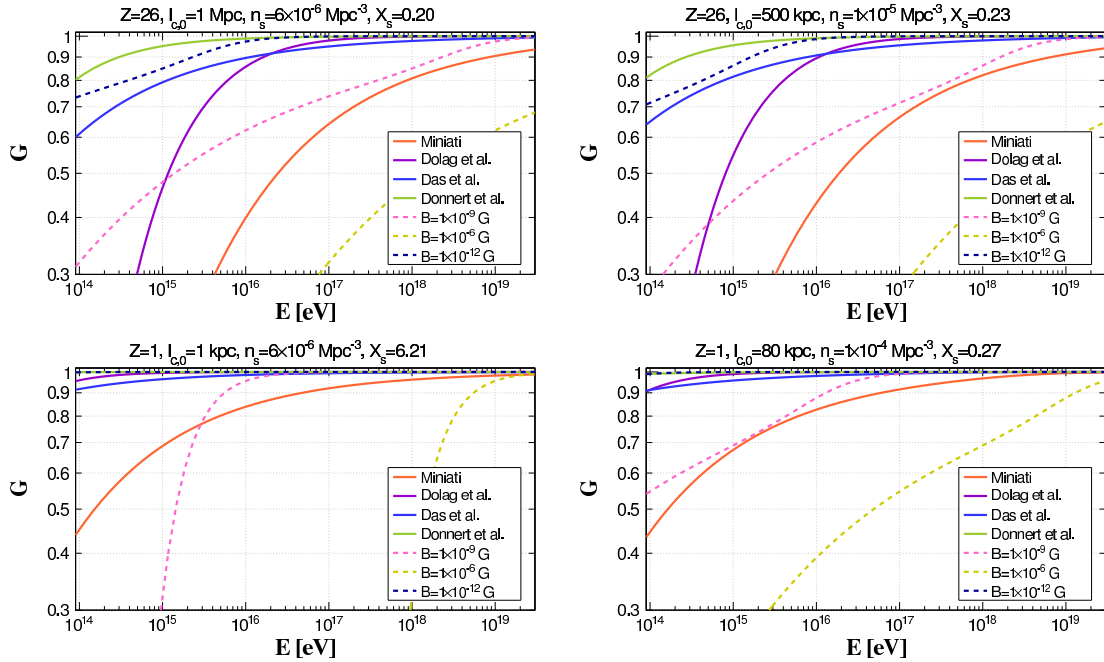 Z=26, l_c,0=1 Mpc, n_s=6×10^-6 Mpc^-3, X_s=0.20
G
1
0.9
0.8
0.7
0.6
0.5
0.4
0.3
Miniati
Dolag et al.
Das et al.
Donnert et al.
B=1×10^-9 G
B=1×10^-6 G
B=1×10^-12 G
10^14 10^15 10^16 10^17 10^18 10^19
E [eV]
Z=26, l_c,0=500 kpc, n_s=1×10^-5 Mpc^-3, X_s=0.23
G
1
0.9
0.8
0.7
0.6
0.5
0.4
0.3
Miniati
Dolag et al.
Das et al.
Donnert et al.
B=1×10^-9 G
B=1×10^-6 G
B=1×10^-12 G
10^14 10^15 10^16 10^17 10^18 10^19
E [eV]
Z=1, l_c,0=1 kpc, n_s=6×10^-6 Mpc^-3, X_s=6.21
G
1
0.9
0.8
0.7
0.6
0.5
0.4
0.3
Miniati
Dolag et al.
Das et al.
Donnert et al.
B=1×10^-9 G
B=1×10^-6 G
B=1×10^-12 G
10^14 10^15 10^16 10^17 10^18 10^19
E [eV]
Z=1, l_c,0=80 kpc, n_s=1×10^-4 Mpc^-3, X_s=0.27
G
1
0.9
0.8
0.7
0.6
0.5
0.4
0.3
Miniati
Dolag et al.
Das et al.
Donnert et al.
B=1×10^-9 G
B=1×10^-6 G
B=1×10^-12 G
10^14 10^15 10^16 10^17 10^18 10^19
E [eV]